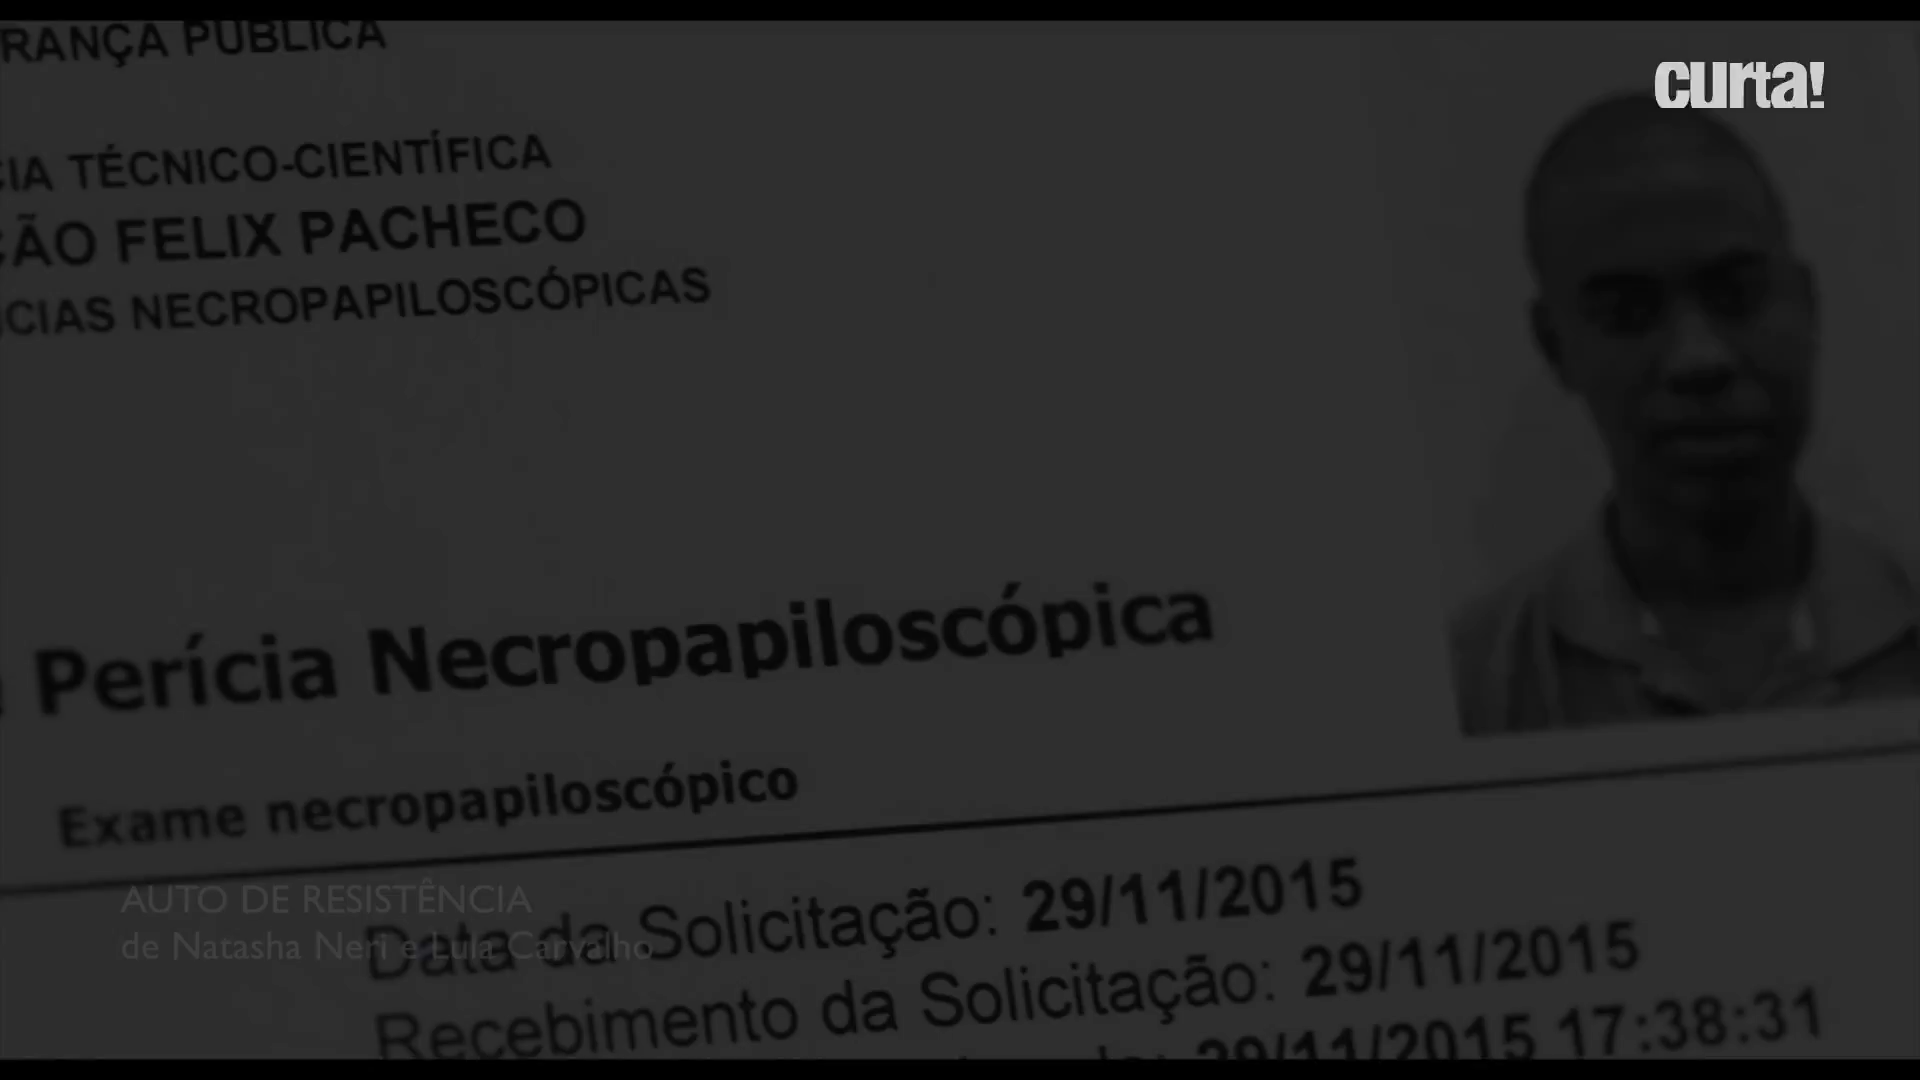 RANÇA PÚBLICA
curta!
CIA TÉCNICO-CIENTÍFICA
ÇÃO FELIX PACHECO
CIAS NECROPAPILOSCÓPICAS
Perícia Necropapiloscópica
Exame necropapiloscópico
AUTO DE RESISTÊNCIA
de Natasha Neri e Lula Carvalho
Data da Solicitação: 29/11/2015
Recebimento da Solicitação: 29/11/2015
29/11/2015 17:38:31